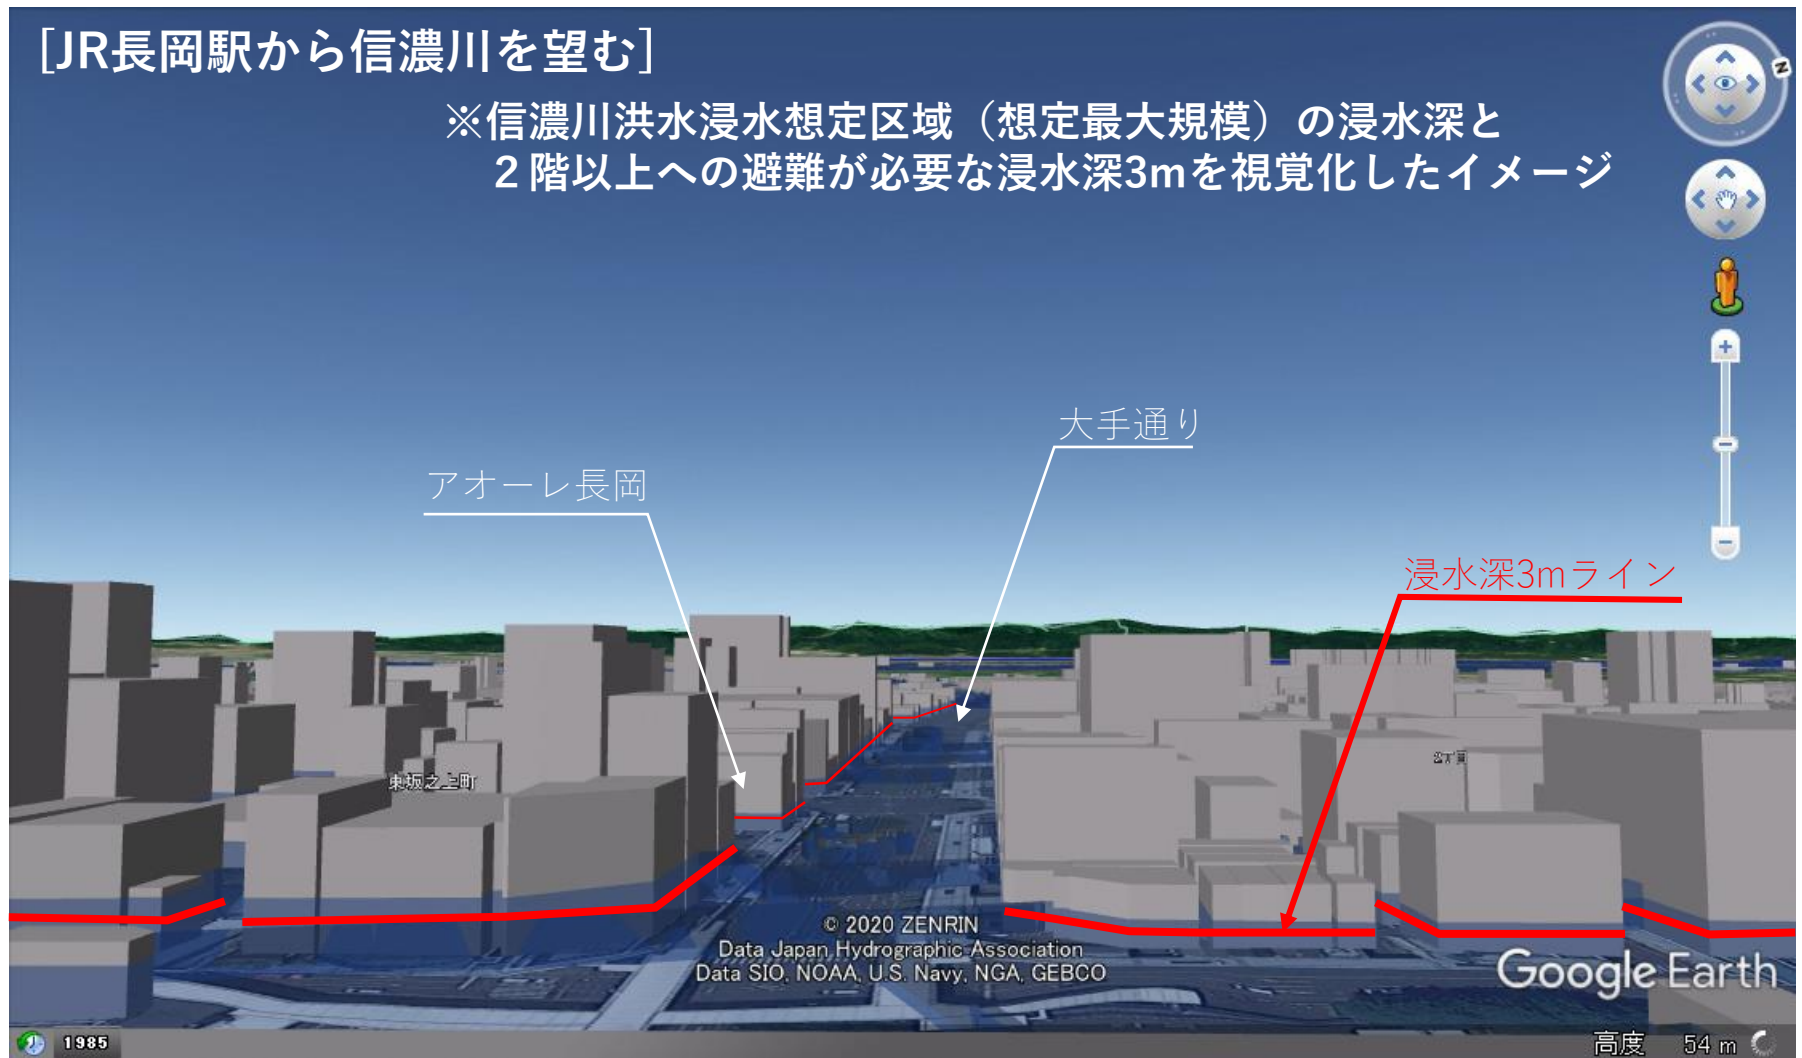 [JR長岡駅から信濃川を望む]
※信濃川洪水浸水想定区域（想定最大規模）の浸水深と
２階以上への避難が必要な浸水深3mを視覚化したイメージ
N
大手通り
アオーレ長岡
浸水深3mライン
東坂之上町
2丁目
© 2020 ZENRIN
Data Japan Hydrographic Association
Data SIO, NOAA, U.S. Navy, NGA, GEBCO
Google Earth
1985
高度 54 m